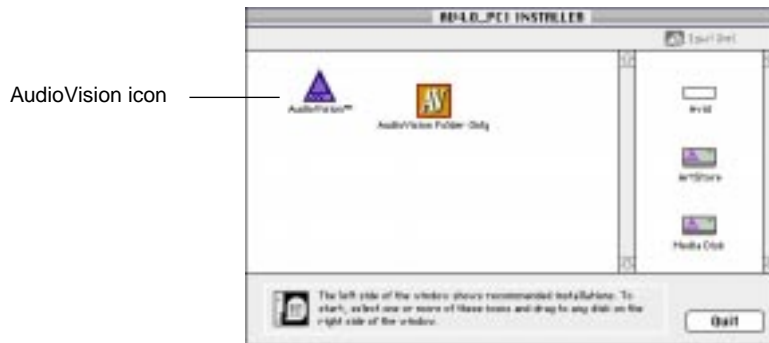 AV4.0_PCI INSTALLER
AudioVision icon
AudioVision™
AudioVision Folder Only
Avid
ArtStore
Media Disk
The left side of the window shows recommended installations. To
start, select one or more of these icons and drag to any disk on the
right side of the window.
Quit